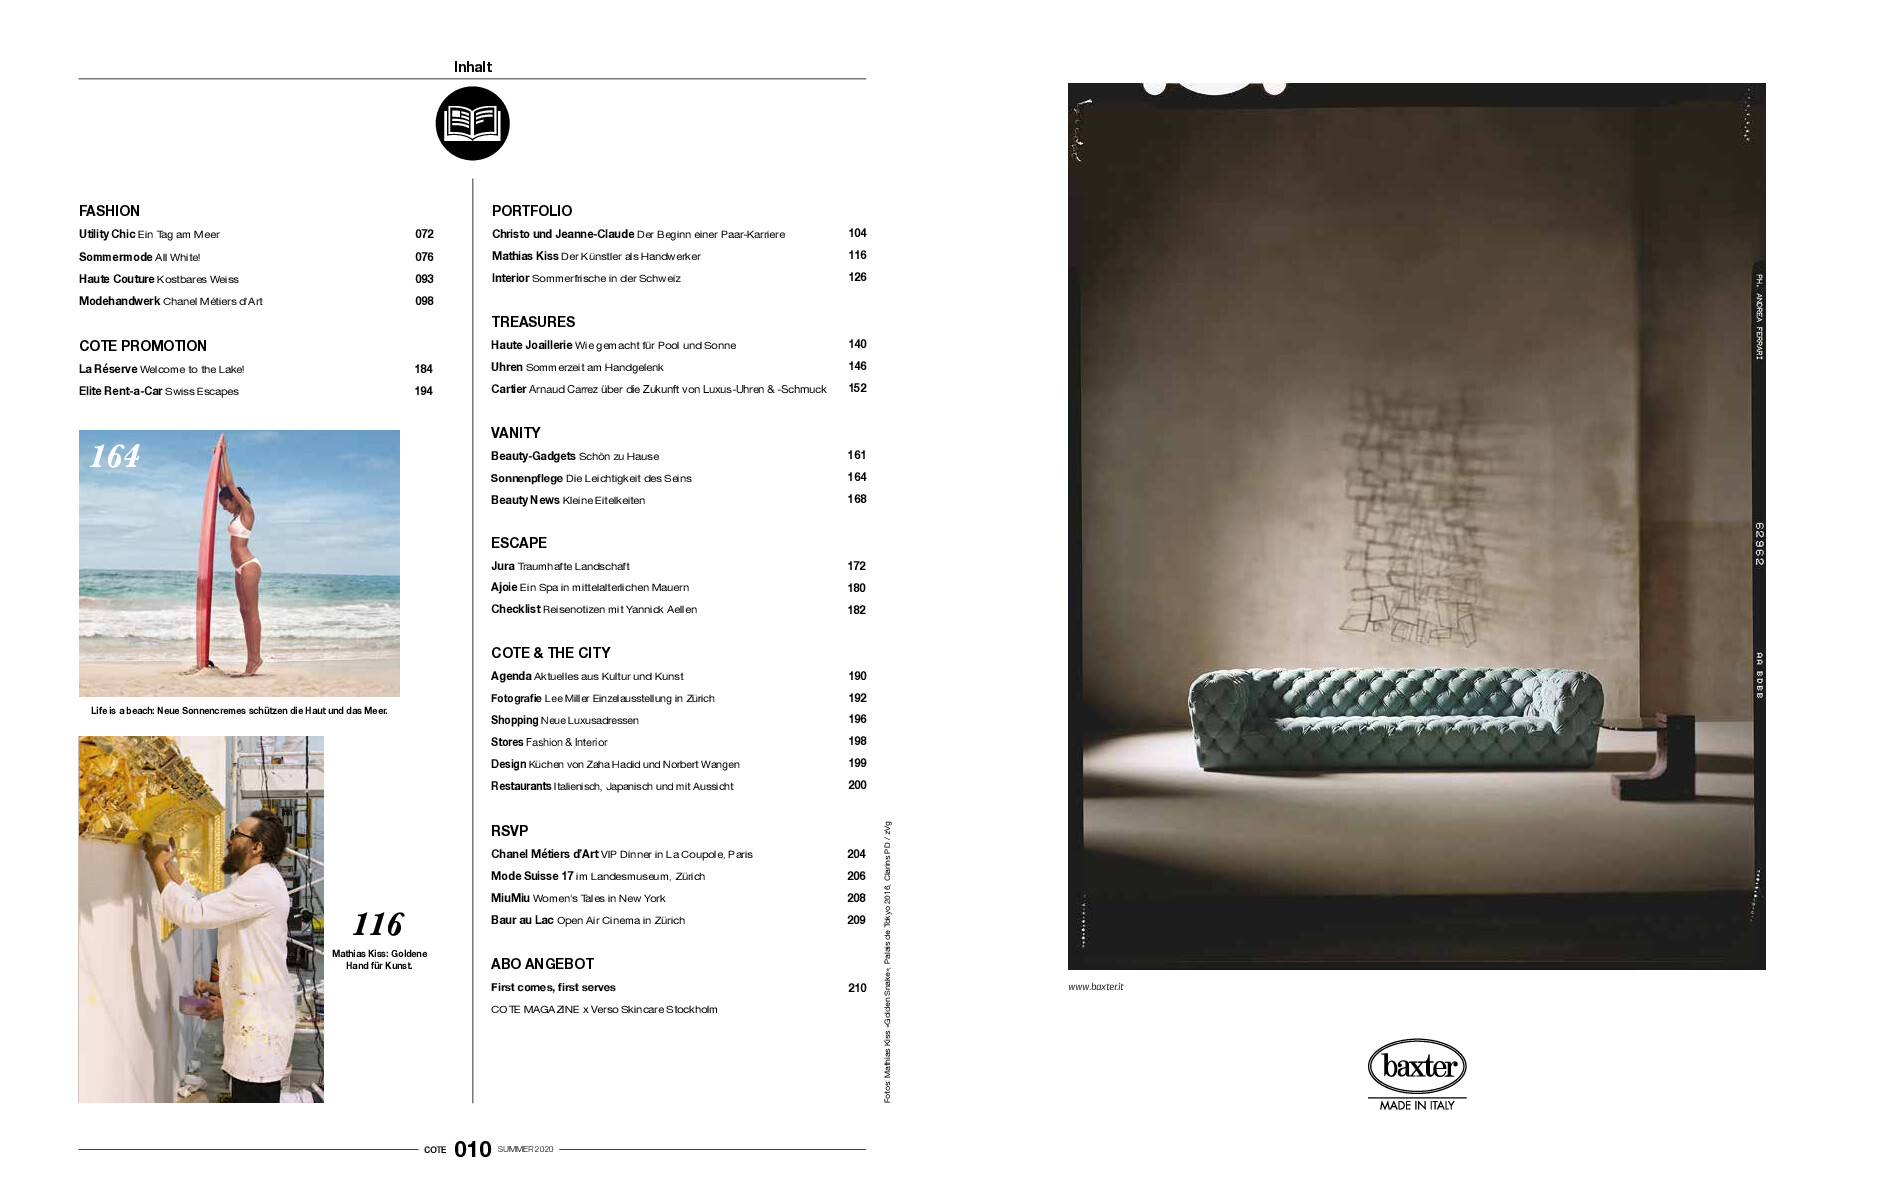 Inhalt
FASHION
Utility Chic Ein Tag am Meer 072
Sommermode All White! 076
Haute Couture Kostbares Weiss 093
Modehandwerk Chanel Métiers d'Art 098
COTE PROMOTION
La Réserve Welcome to the Lake! 184
Elite Rent-a-Car Swiss Escapes 194
164
Life is a beach: Neue Sonnencremes schützen die Haut und das Meer.
116
Mathias Kiss: Goldene
Hand für Kunst.
PORTFOLIO
Christo und Jeanne-Claude Der Beginn einer Paar-Karriere 104
Mathias Kiss Der Künstler als Handwerker 116
Interior Sommerfrische in der Schweiz 126
TREASURES
Haute Joaillerie Wie gemacht für Pool und Sonne 140
Uhren Sommerzeit am Handgelenk 146
Cartier Arnaud Carrez über die Zukunft von Luxus-Uhren & -Schmuck 152
VANITY
Beauty-Gadgets Schön zu Hause 161
Sonnenpflege Die Leichtigkeit des Seins 164
Beauty News Kleine Eitelkeiten 168
ESCAPE
Jura Traumhafte Landschaft 172
Ajoie Ein Spa in mittelalterlichen Mauern 180
Checklist Reisenotizen mit Yannick Aellen 182
COTE & THE CITY
Agenda Aktuelles aus Kultur und Kunst 190
Fotografie Lee Miller Einzelausstellung in Zürich 192
Shopping Neue Luxusadressen 196
Stores Fashion & Interior 198
Design Küchen von Zaha Hadid und Norbert Wangen 199
Restaurants Italienisch, Japanisch und mit Aussicht 200
RSVP
Chanel Métiers d'Art VIP Dinner in La Coupole, Paris 204
Mode Suisse 17 im Landesmuseum, Zürich 206
MiuMiu Women's Tales in New York 208
Baur au Lac Open Air Cinema in Zürich 209
ABO ANGEBOT
First comes, first serves 210
COTE MAGAZINE x Verso Skincare Stockholm
Fotos: Mathias Kiss «Golden Snake», Palais de Tokyo 2016, Clarins PD / zVg
COTE 010 SUMMER 2020
PH. ANDREA FERRARI
62962
AA BDBB
www.baxter.it
baxter
MADE IN ITALY